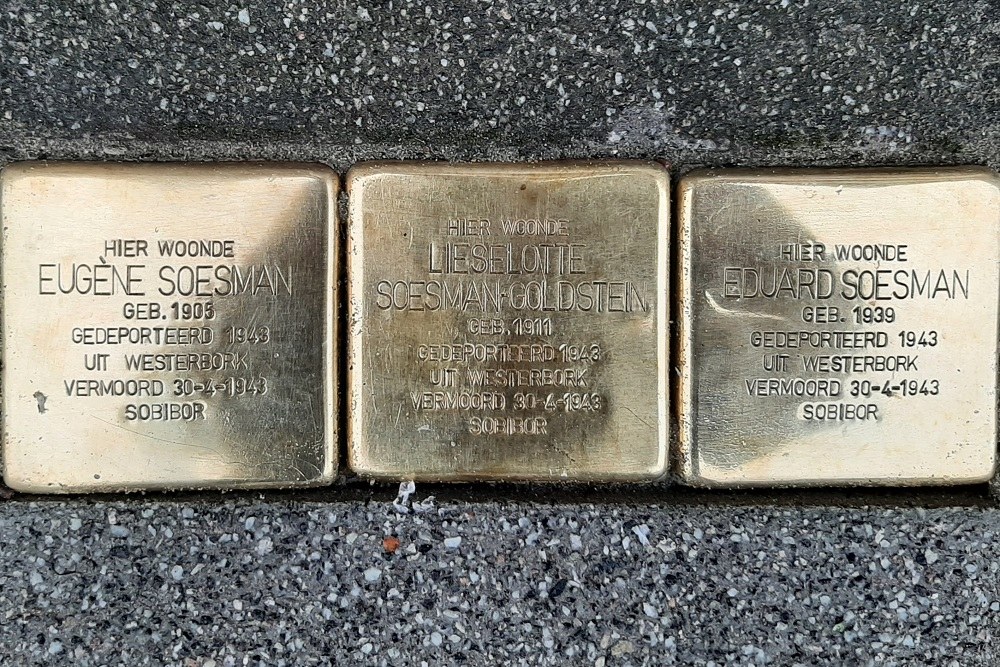 HIER WOONDE
EUGÈNE SOESMAN
GEB. 1905
GEDEPORTEERD 1943
UIT WESTERBORK
VERMOORD 30-4-1943
SOBIBOR
HIER WOONDE
LIESELOTTE
SOESMAN-GOLDSTEIN
GEB. 1911
GEDEPORTEERD 1943
UIT WESTERBORK
VERMOORD 30-4-1943
SOBIBOR
HIER WOONDE
EDUARD SOESMAN
GEB. 1939
GEDEPORTEERD 1943
UIT WESTERBORK
VERMOORD 30-4-1943
SOBIBOR